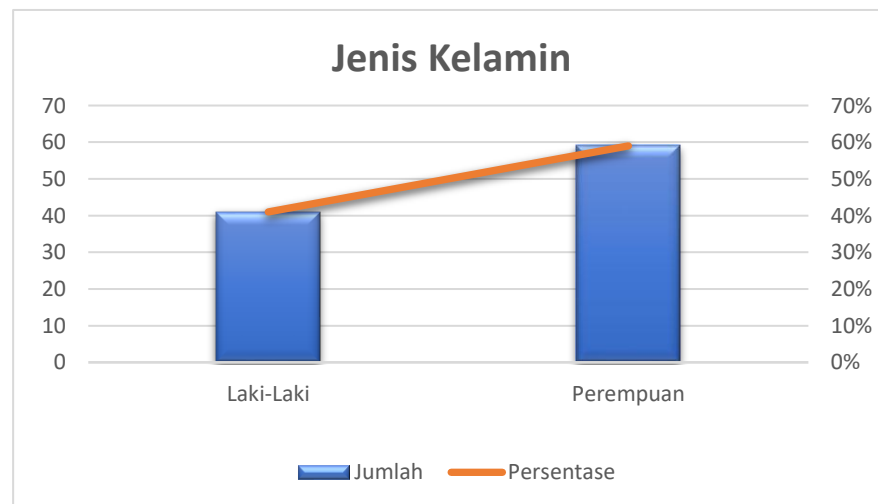 Jenis Kelamin
70 70%
60 60%
50 50%
40 40%
30 30%
20 20%
10 10%
0 0%
Laki-Laki Perempuan
Jumlah Persentase